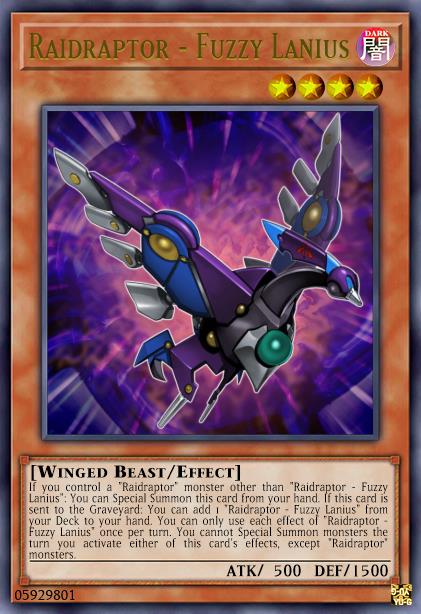 Raidraptor - Fuzzy Lanius
DARK
闇
[Winged Beast/Effect]
If you control a "Raidraptor" monster other than "Raidraptor - Fuzzy
Lanius": You can Special Summon this card from your hand. If this card is
sent to the Graveyard: You can add 1 "Raidraptor - Fuzzy Lanius" from
your Deck to your hand. You can only use each effect of "Raidraptor -
Fuzzy Lanius" once per turn. You cannot Special Summon monsters the
turn you activate either of this card's effects, except "Raidraptor"
monsters.
ATK/ 500 DEF/1500
05929801